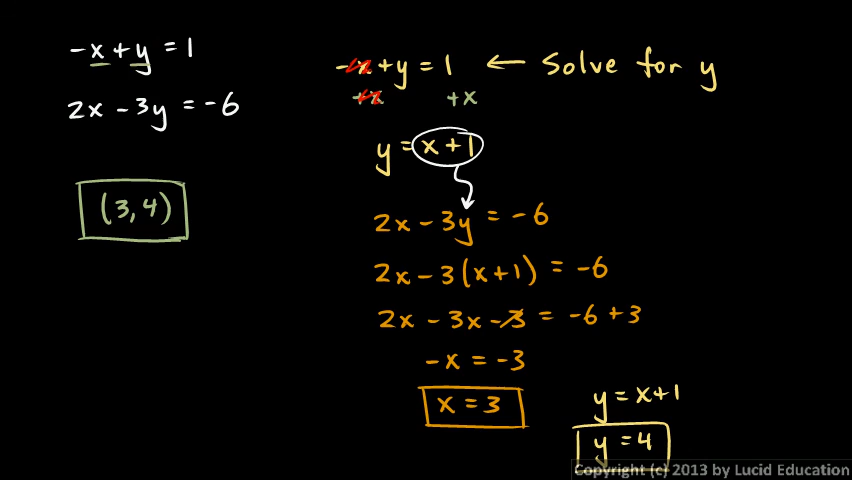 -x + y = 1
2x - 3y = -6
(3, 4)
-x + y = 1 ← Solve for y
+x +x
y = x + 1
2x - 3y = -6
2x - 3(x + 1) = -6
2x - 3x - 3 = -6 + 3
-x = -3
x = 3
y = x + 1
y = 4
Copyright (c) 2013 by Lucid Education